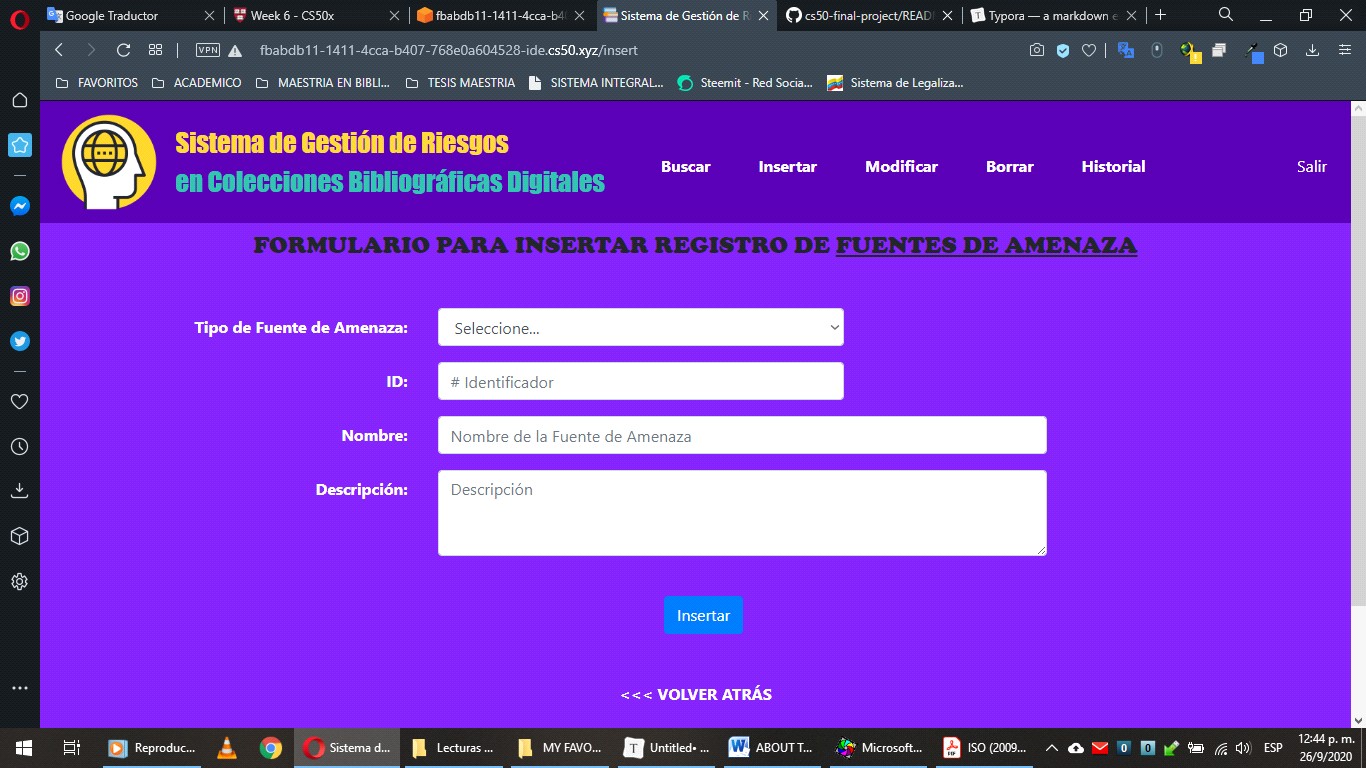 Google Traductor
Week 6 - CS50x
fbabdb11-1411-4cca-b40
Sistema de Gestión de R
cs50-final-project/READ
Typora — a markdown e
VPN
fbabdb11-1411-4cca-b407-768e0a604528-ide.cs50.xyz/insert
FAVORITOS
ACADEMICO
MAESTRIA EN BIBLI...
TESIS MAESTRIA
SISTEMA INTEGRAL...
Steemit - Red Socia...
Sistema de Legaliza...
Sistema de Gestión de Riesgos
en Colecciones Bibliográficas Digitales
Buscar
Insertar
Modificar
Borrar
Historial
Salir
FORMULARIO PARA INSERTAR REGISTRO DE FUENTES DE AMENAZA
Tipo de Fuente de Amenaza:
Seleccione...
ID:
# Identificador
Nombre:
Nombre de la Fuente de Amenaza
Descripción:
Descripción
Insertar
<<< VOLVER ATRÁS
Reproduc...
Sistema d...
Lecturas ...
MY FAVO...
Untitled• ...
ABOUT T...
Microsoft...
ISO (2009...
0
0
ESP
12:44 p. m.
26/9/2020